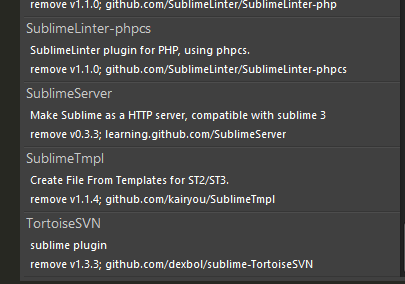 remove v1.1.0; github.com/SublimeLinter/SublimeLinter-php
SublimeLinter-phpcs
SublimeLinter plugin for PHP, using phpcs.
remove v1.1.0; github.com/SublimeLinter/SublimeLinter-phpcs
SublimeServer
Make Sublime as a HTTP server, compatible with sublime 3
remove v0.3.3; learning.github.com/SublimeServer
SublimeTmpl
Create File From Templates for ST2/ST3.
remove v1.1.4; github.com/kairyou/SublimeTmpl
TortoiseSVN
sublime plugin
remove v1.3.3; github.com/dexbol/sublime-TortoiseSVN